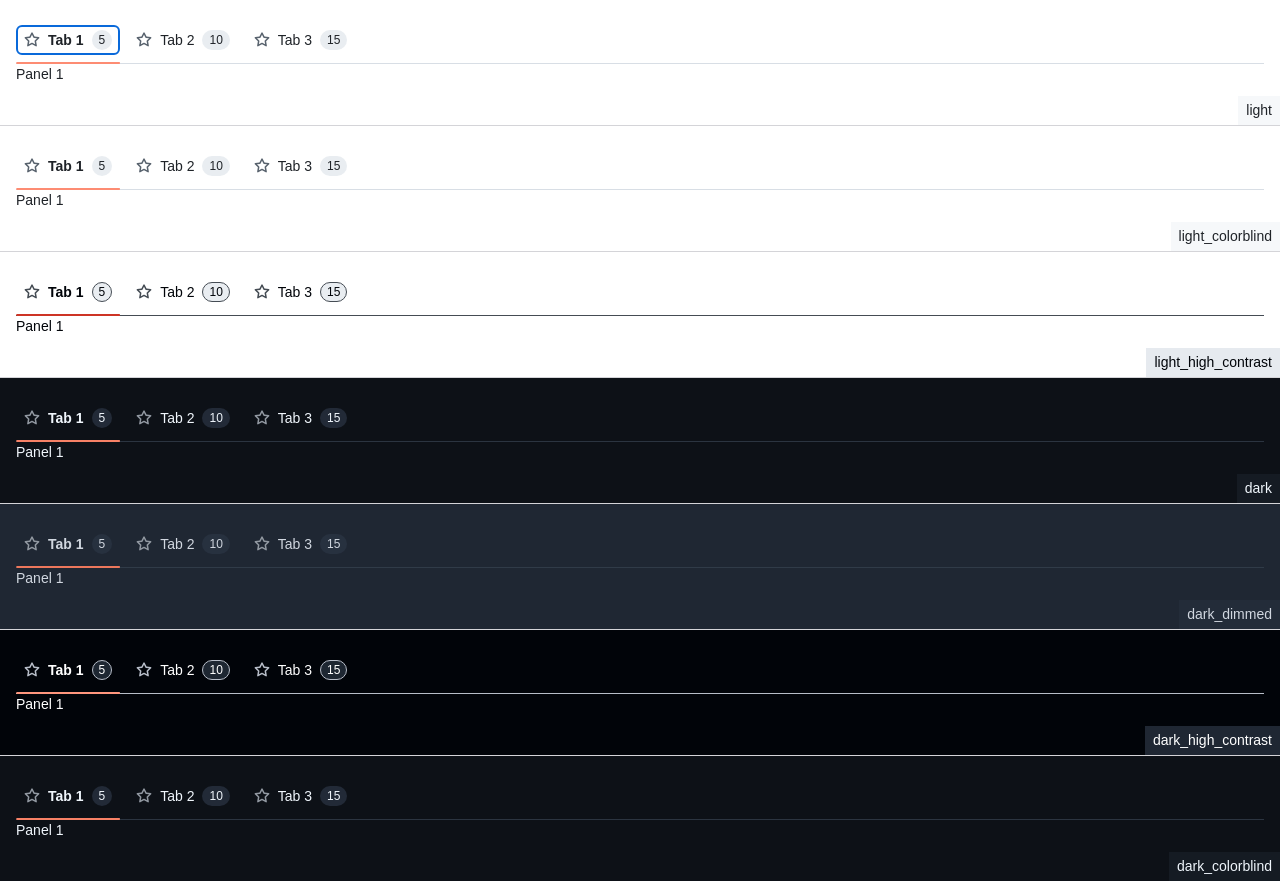 Tab 1 5 Tab 2 10 Tab 3 15
Panel 1
light
Tab 1 5 Tab 2 10 Tab 3 15
Panel 1
light_colorblind
Tab 1 5 Tab 2 10 Tab 3 15
Panel 1
light_high_contrast
Tab 1 5 Tab 2 10 Tab 3 15
Panel 1
dark
Tab 1 5 Tab 2 10 Tab 3 15
Panel 1
dark_dimmed
Tab 1 5 Tab 2 10 Tab 3 15
Panel 1
dark_high_contrast
Tab 1 5 Tab 2 10 Tab 3 15
Panel 1
dark_colorblind